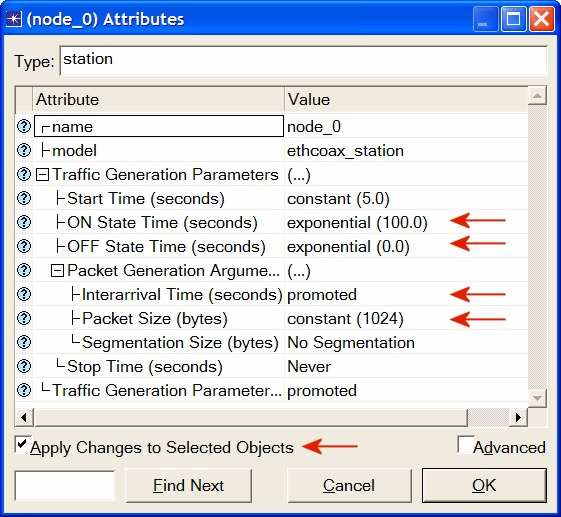 (node_0) Attributes
Type: station
Attribute Value
name node_0
model ethcoax_station
Traffic Generation Parameters (...)
Start Time (seconds) constant (5.0)
ON State Time (seconds) exponential (100.0)
OFF State Time (seconds) exponential (0.0)
Packet Generation Argume... (...)
Interarrival Time (seconds) promoted
Packet Size (bytes) constant (1024)
Segmentation Size (bytes) No Segmentation
Stop Time (seconds) Never
Traffic Generation Parameter... promoted
Apply Changes to Selected Objects Advanced
Find Next Cancel OK